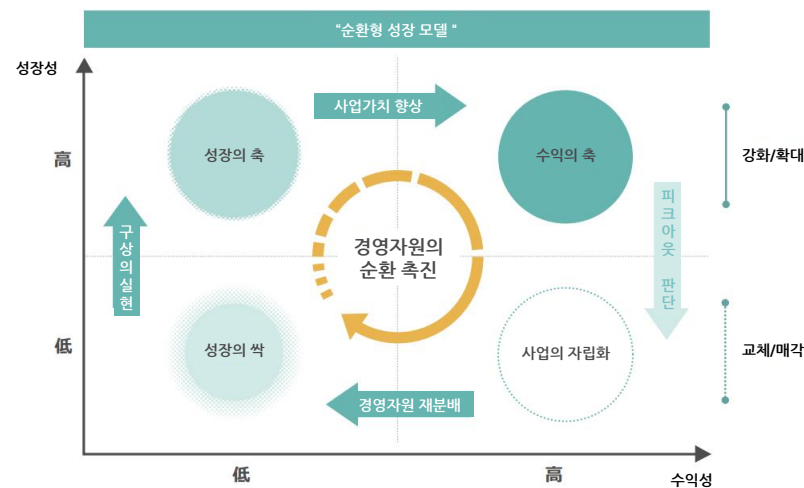 "순환형 성장 모델 "
성장성
사업가치 향상
성장의 축
수익의 축
강화/확대
高
구상의실현
경영자원의
순환 촉진
피크아웃 판단
低
성장의 싹
사업의 자립화
교체/매각
경영자원 재분배
低
高
수익성